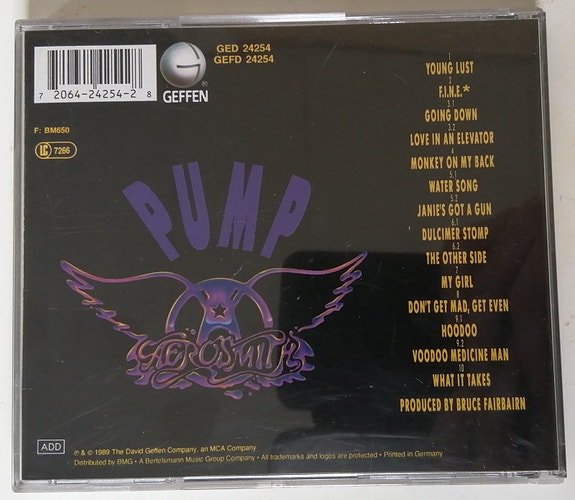 GED 24254
GEFD 24254
GEFFEN
®
7 2064-24254-2 8
F: BM650
LC 7266
PUMP
AEROSMITH
1
YOUNG LUST
2
F.I.N.E.*
3.1
GOING DOWN
3.2
LOVE IN AN ELEVATOR
4
MONKEY ON MY BACK
5.1
WATER SONG
5.2
JANIE'S GOT A GUN
6.1
DULCIMER STOMP
6.2
THE OTHER SIDE
7
MY GIRL
8
DON'T GET MAD, GET EVEN
9.1
HOODOO
9.2
VOODOO MEDICINE MAN
10
WHAT IT TAKES
PRODUCED BY BRUCE FAIRBAIRN
ADD
℗ & © 1989 The David Geffen Company, an MCA Company
Distributed by BMG • A Bertelsmann Music Group Company • All trademarks and logos are protected • Printed in Germany